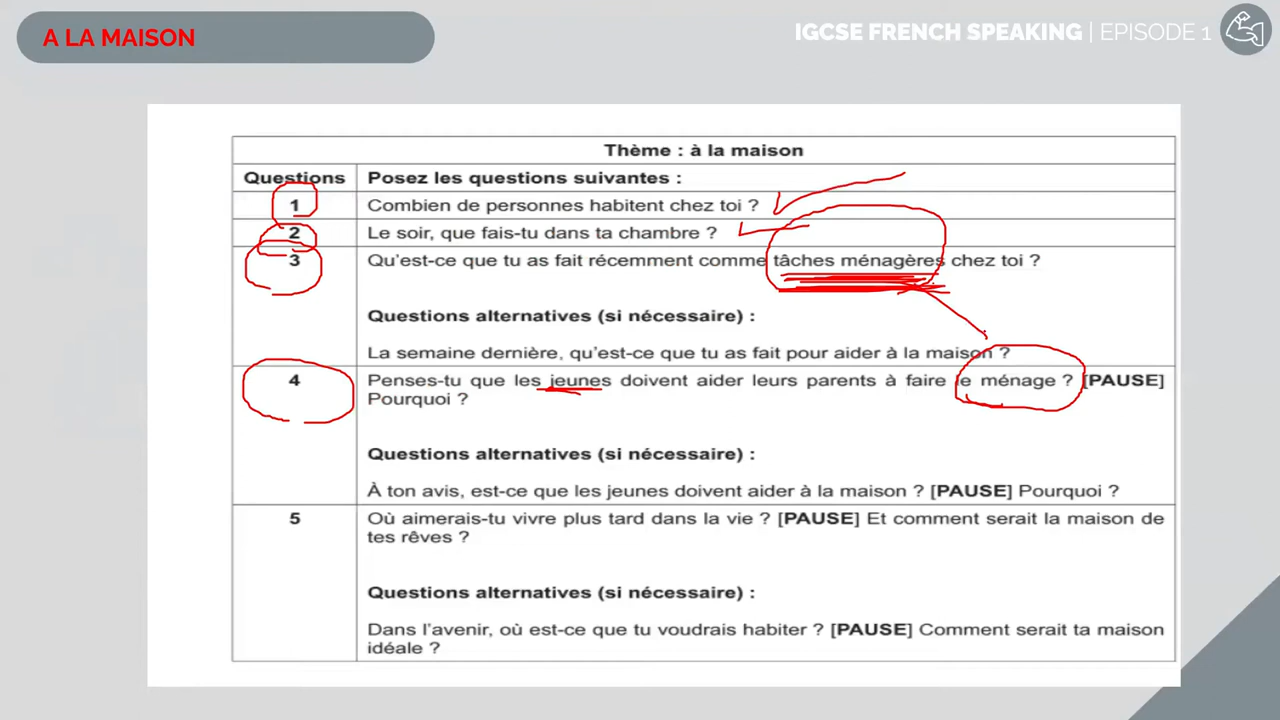 A LA MAISON
IGCSE FRENCH SPEAKING | EPISODE 1
Thème : à la maison
Questions Posez les questions suivantes :
1 Combien de personnes habitent chez toi ?
2 Le soir, que fais-tu dans ta chambre ?
3 Qu'est-ce que tu as fait récemment comme tâches ménagères chez toi ?
Questions alternatives (si nécessaire) :
La semaine dernière, qu'est-ce que tu as fait pour aider à la maison ?
4 Penses-tu que les jeunes doivent aider leurs parents à faire le ménage ? [PAUSE]
Pourquoi ?
Questions alternatives (si nécessaire) :
À ton avis, est-ce que les jeunes doivent aider à la maison ? [PAUSE] Pourquoi ?
5 Où aimerais-tu vivre plus tard dans la vie ? [PAUSE] Et comment serait la maison de
tes rêves ?
Questions alternatives (si nécessaire) :
Dans l'avenir, où est-ce que tu voudrais habiter ? [PAUSE] Comment serait ta maison
idéale ?